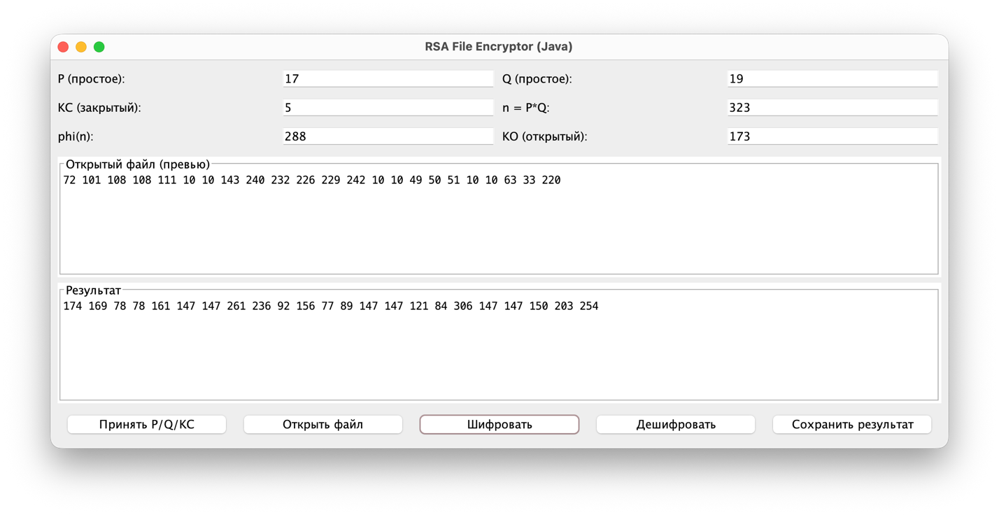 RSA File Encryptor (Java)
P (простое): 17 Q (простое): 19
KC (закрытый): 5 n = P*Q: 323
phi(n): 288 KO (открытый): 173
Открытый файл (превью)
72 101 108 108 111 10 10 143 240 232 226 229 242 10 10 49 50 51 10 10 63 33 220
Результат
174 169 78 78 161 147 147 261 236 92 156 77 89 147 147 121 84 306 147 147 150 203 254
Принять P/Q/KC Открыть файл Шифровать Дешифровать Сохранить результат